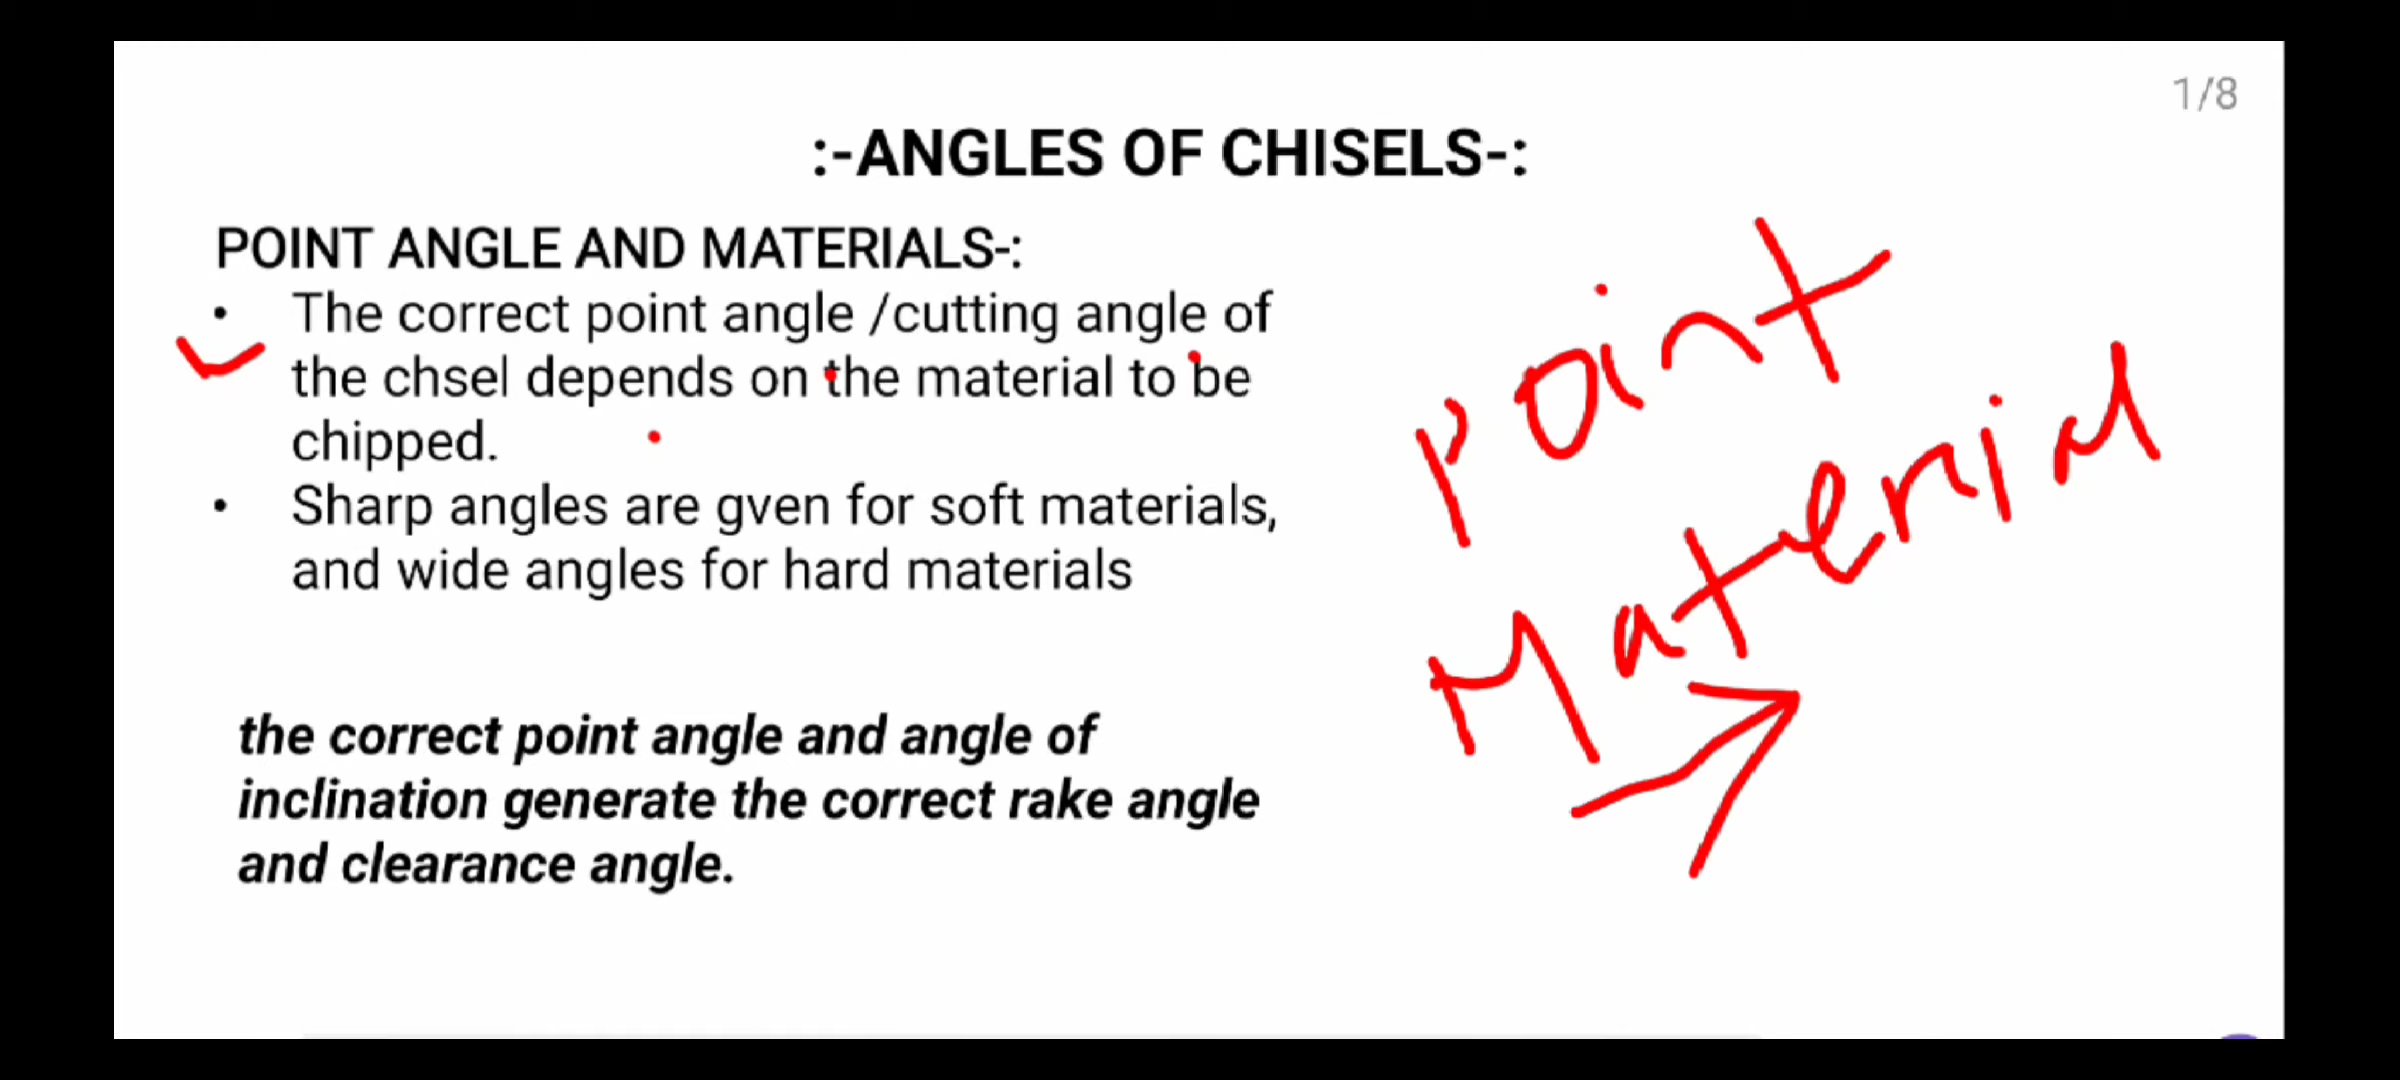 1/8
:-ANGLES OF CHISELS-:
POINT ANGLE AND MATERIALS-:
• The correct point angle /cutting angle of
the chsel depends on the material to be
chipped.
• Sharp angles are gven for soft materials,
and wide angles for hard materials
the correct point angle and angle of
inclination generate the correct rake angle
and clearance angle.
Point
Material